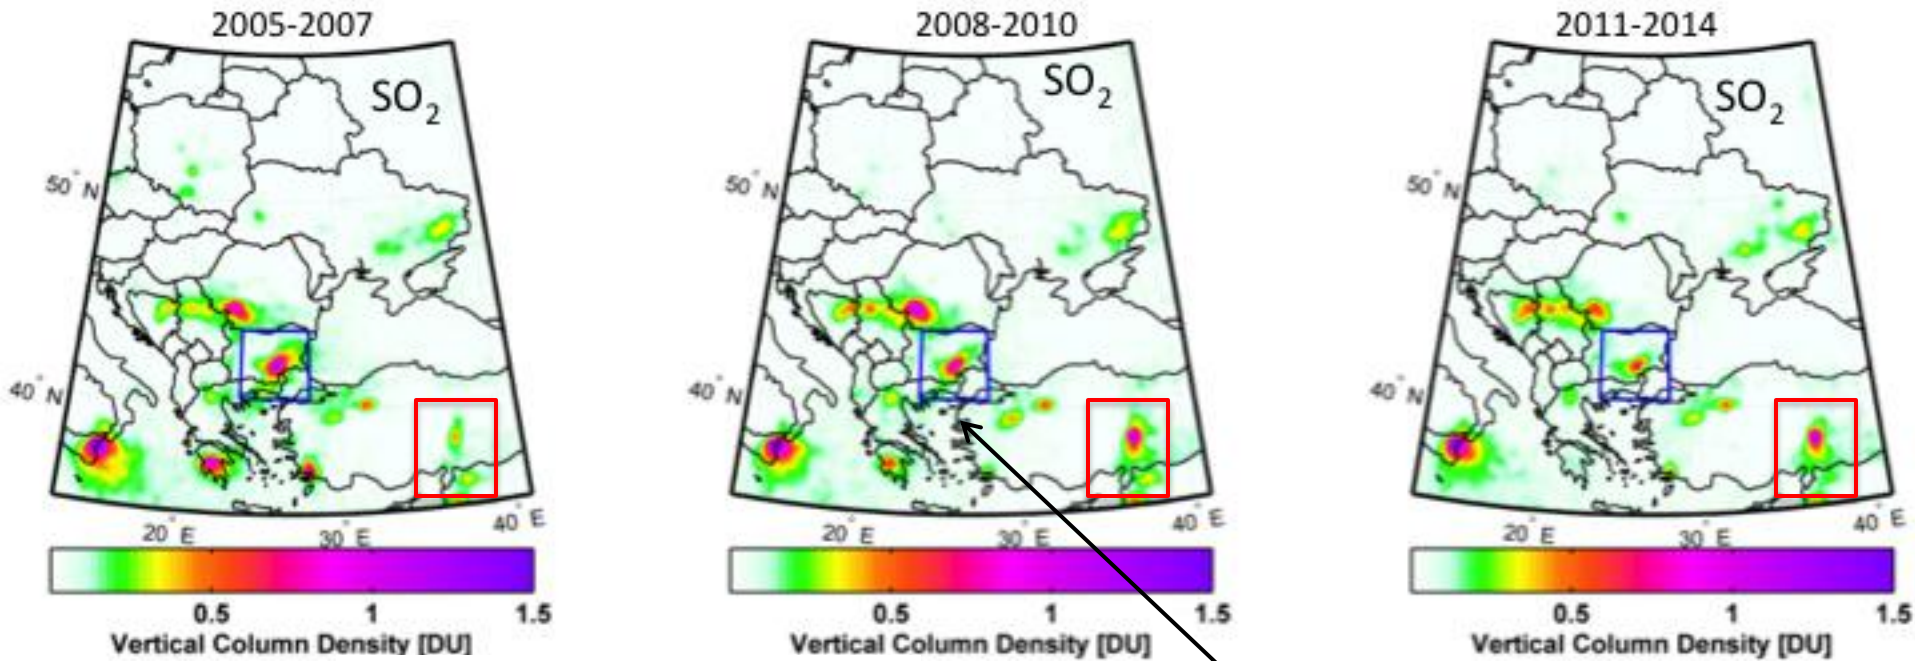 2005-2007
2008-2010
2011-2014
SO2
SO2
SO2
50° N
50° N
50° N
40° N
40° N
40° N
20° E
30° E
40° E
20° E
30° E
40° E
20° E
30° E
40° E
0.5
1
1.5
0.5
1
1.5
0.5
1
1.5
Vertical Column Density [DU]
Vertical Column Density [DU]
Vertical Column Density [DU]